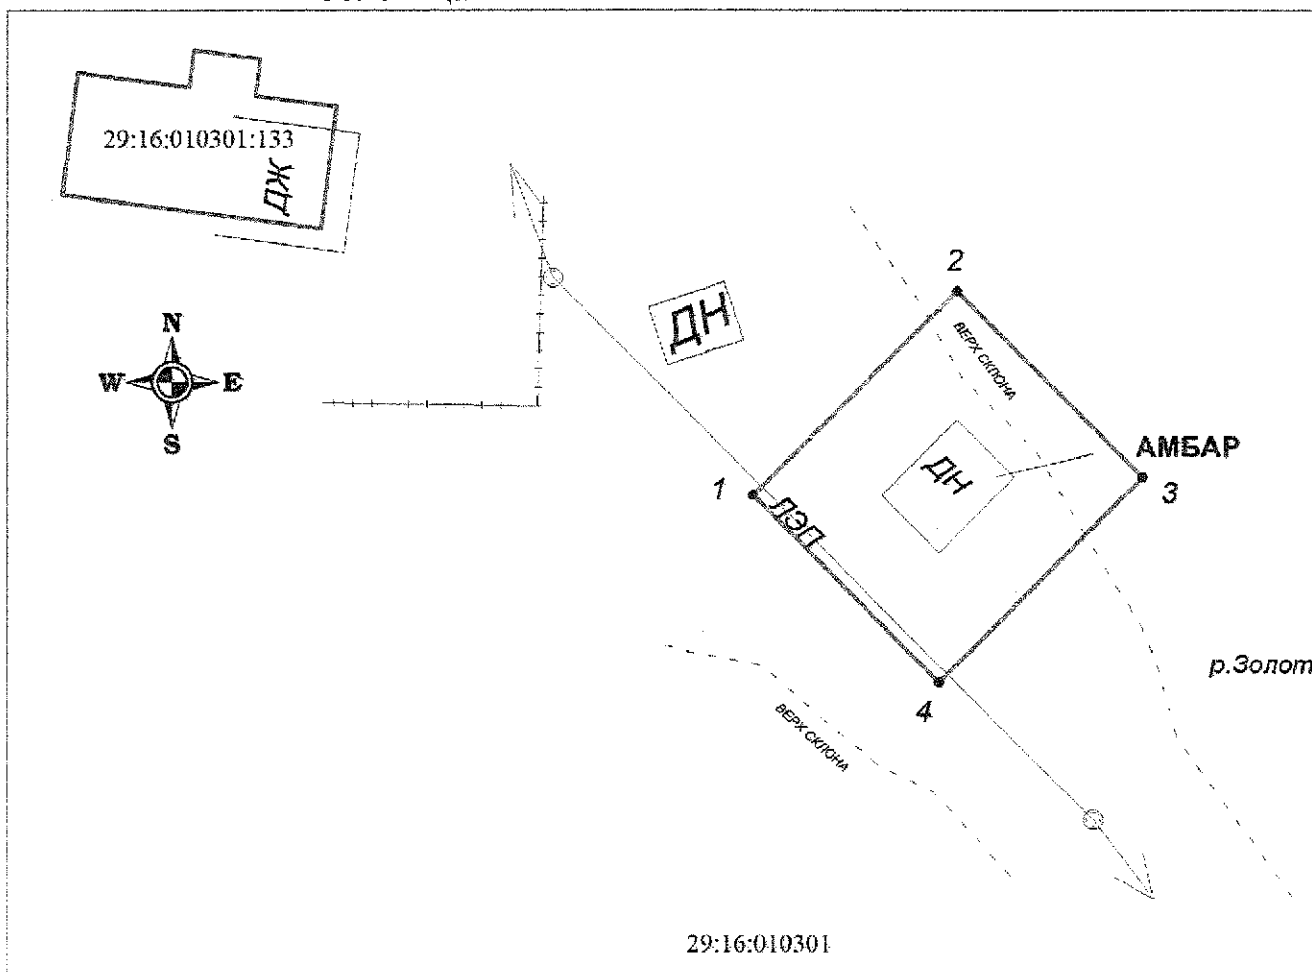 29:16:010301:133
ДЖ
2
ДН
N
W E
S
ВЕРХ СКЛОНА
АМБАР
ДН
3
1
ЛЭП
р.Золот
4
ВЕРХ СКЛОНА
29:16:010301